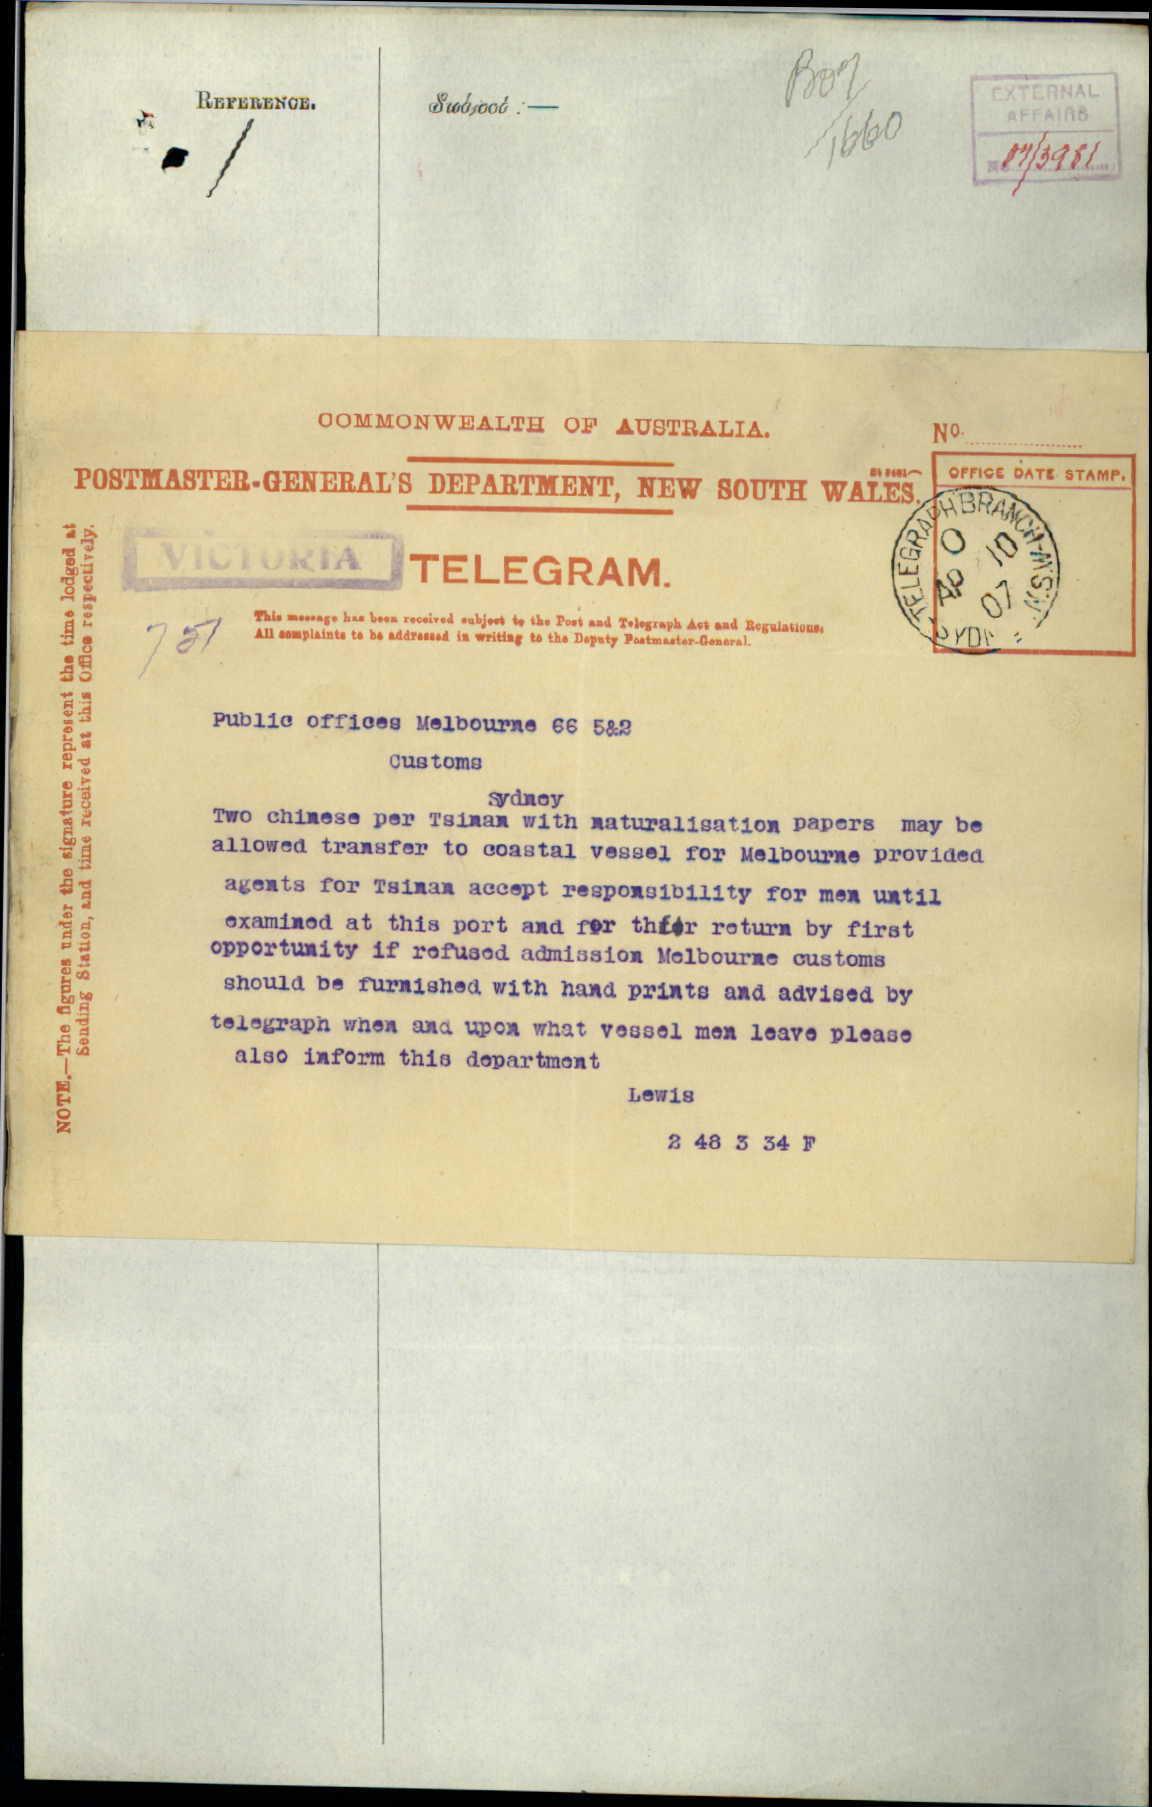 REFERENCE.
Subject :—
B07/1660
EXTERNAL
AFFAIRS
07/3981
1
COMMONWEALTH OF AUSTRALIA.
No.
POSTMASTER-GENERAL'S DEPARTMENT, NEW SOUTH WALES.
OFFICE DATE STAMP.
TELEGRAPH BRANCH N.S.W
10
AP
07
VICTORIA
TELEGRAM.
751
This message has been received subject to the Post and Telegraph Act and Regulations.
All complaints to be addressed in writing to the Deputy Postmaster-General.
NOTE.—The figures under the signature represent the time lodged at
Sending Station, and time received at this Office respectively.
Public offices Melbourne 66 5&2
Customs
Sydney
Two chinese per Tsinan with naturalisation papers may be
allowed transfer to coastal vessel for Melbourne provided
agents for Tsinan accept responsibility for men until
examined at this port and for their return by first
opportunity if refused admission Melbourne customs
should be furnished with hand prints and advised by
telegraph when and upon what vessel men leave please
also inform this department
Lewis
2 48 3 34 F